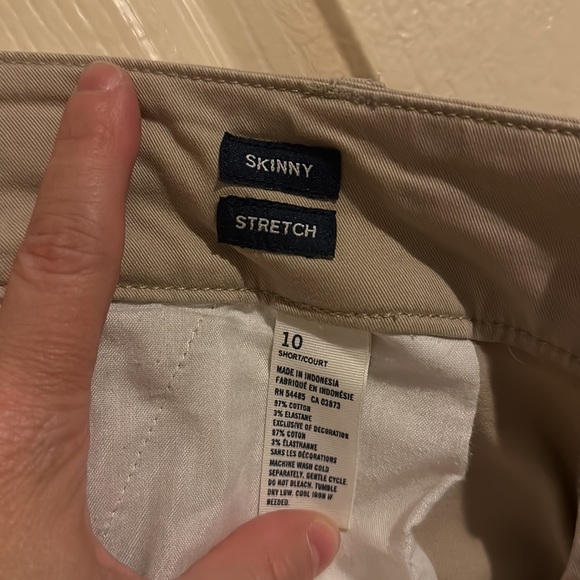 SKINNY
STRETCH
10
SHORT/COURT
MADE IN INDONESIA
FABRIQUÉ EN INDONÉSIE
RN 54485 CA 03873
97% COTTON
3% ELASTANE
EXCLUSIVE OF DECORATION
97% COTON
3% ÉLASTHANNE
SANS LES DÉCORATIONS
MACHINE WASH COLD
SEPARATELY, GENTLE CYCLE.
DO NOT BLEACH. TUMBLE
DRY LOW. COOL IRON IF
NEEDED.